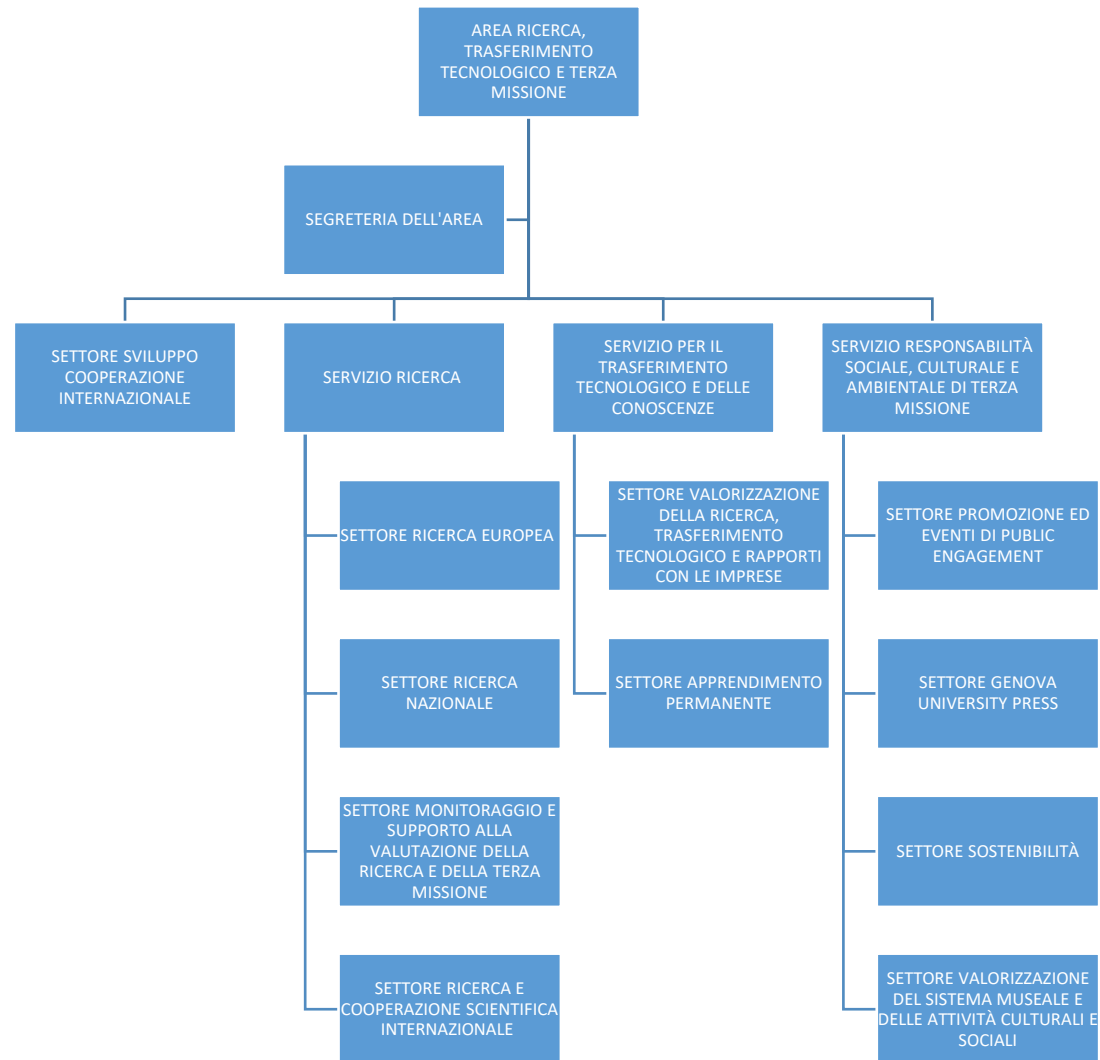 AREA RICERCA,
TRASFERIMENTO
TECNOLOGICO E TERZA
MISSIONE
SEGRETERIA DELL'AREA
SETTORE SVILUPPO
COOPERAZIONE
INTERNAZIONALE
SERVIZIO RICERCA
SERVIZIO PER IL
TRASFERIMENTO
TECNOLOGICO E DELLE
CONOSCENZE
SERVIZIO RESPONSABILITÀ
SOCIALE, CULTURALE E
AMBIENTALE DI TERZA
MISSIONE
SETTORE RICERCA EUROPEA
SETTORE RICERCA
NAZIONALE
SETTORE MONITORAGGIO E
SUPPORTO ALLA
VALUTAZIONE DELLA
RICERCA E DELLA TERZA
MISSIONE
SETTORE RICERCA E
COOPERAZIONE SCIENTIFICA
INTERNAZIONALE
SETTORE VALORIZZAZIONE
DELLA RICERCA,
TRASFERIMENTO
TECNOLOGICO E RAPPORTI
CON LE IMPRESE
SETTORE APPRENDIMENTO
PERMANENTE
SETTORE PROMOZIONE ED
EVENTI DI PUBLIC
ENGAGEMENT
SETTORE GENOVA
UNIVERSITY PRESS
SETTORE SOSTENIBILITÀ
SETTORE VALORIZZAZIONE
DEL SISTEMA MUSEALE E
DELLE ATTIVITÀ CULTURALI E
SOCIALI